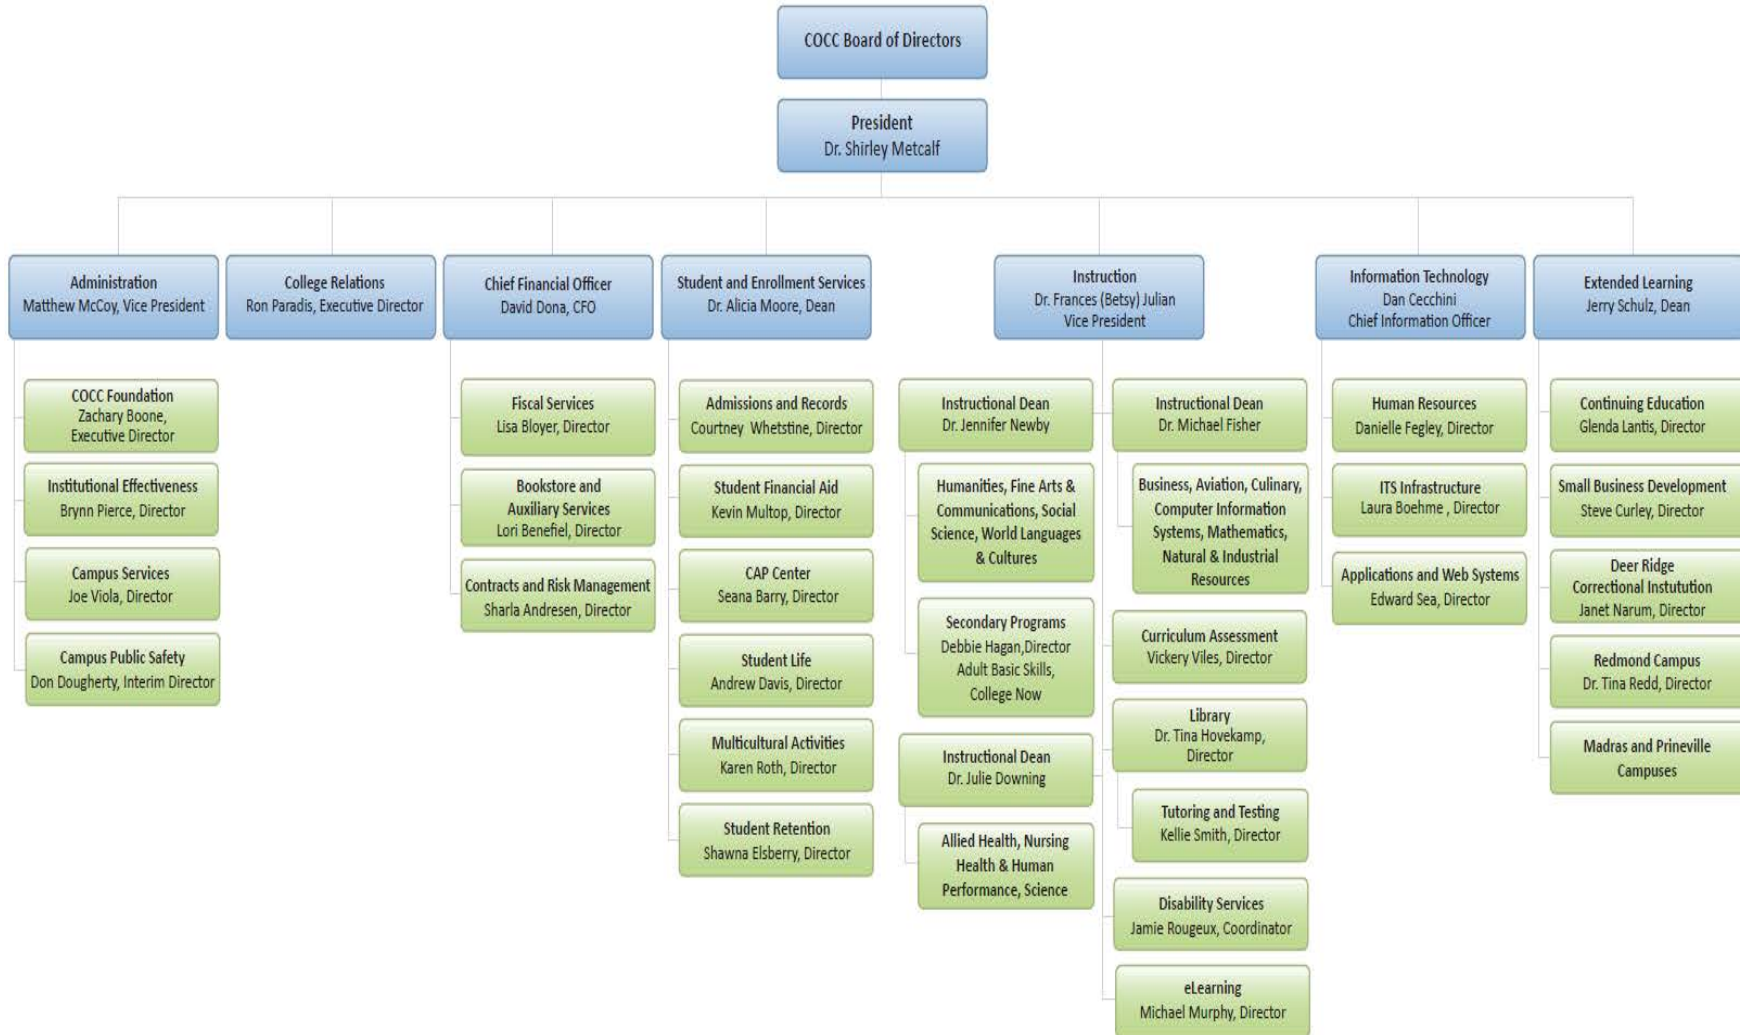 COCC Board of Directors
President
Dr. Shirley Metcalf
Administration
Matthew McCoy, Vice President
COCC Foundation
Zachary Boone,
Executive Director
Institutional Effectiveness
Brynn Pierce, Director
Campus Services
Joe Viola, Director
Campus Public Safety
Don Dougherty, Interim Director
College Relations
Ron Paradis, Executive Director
Chief Financial Officer
David Dona, CFO
Fiscal Services
Lisa Bloyer, Director
Bookstore and
Auxiliary Services
Lori Benefiel, Director
Contracts and Risk Management
Sharla Andresen, Director
Student and Enrollment Services
Dr. Alicia Moore, Dean
Admissions and Records
Courtney Whetstine, Director
Student Financial Aid
Kevin Multop, Director
CAP Center
Seana Barry, Director
Student Life
Andrew Davis, Director
Multicultural Activities
Karen Roth, Director
Student Retention
Shawna Elsberry, Director
Instruction
Dr. Frances (Betsy) Julian
Vice President
Instructional Dean
Dr. Jennifer Newby
Humanities, Fine Arts &
Communications, Social
Science, World Languages
& Cultures
Secondary Programs
Debbie Hagan,Director
Adult Basic Skills,
College Now
Instructional Dean
Dr. Julie Downing
Allied Health, Nursing
Health & Human
Performance, Science
Instructional Dean
Dr. Michael Fisher
Business, Aviation, Culinary,
Computer Information
Systems, Mathematics,
Natural & Industrial
Resources
Curriculum Assessment
Vickery Viles, Director
Library
Dr. Tina Hovekamp,
Director
Tutoring and Testing
Kellie Smith, Director
Disability Services
Jamie Rougeux, Coordinator
eLearning
Michael Murphy, Director
Information Technology
Dan Cecchini
Chief Information Officer
Human Resources
Danielle Fegley, Director
ITS Infrastructure
Laura Boehme , Director
Applications and Web Systems
Edward Sea, Director
Extended Learning
Jerry Schulz, Dean
Continuing Education
Glenda Lantis, Director
Small Business Development
Steve Curley, Director
Deer Ridge
Correctional Instutution
Janet Narum, Director
Redmond Campus
Dr. Tina Redd, Director
Madras and Prineville
Campuses